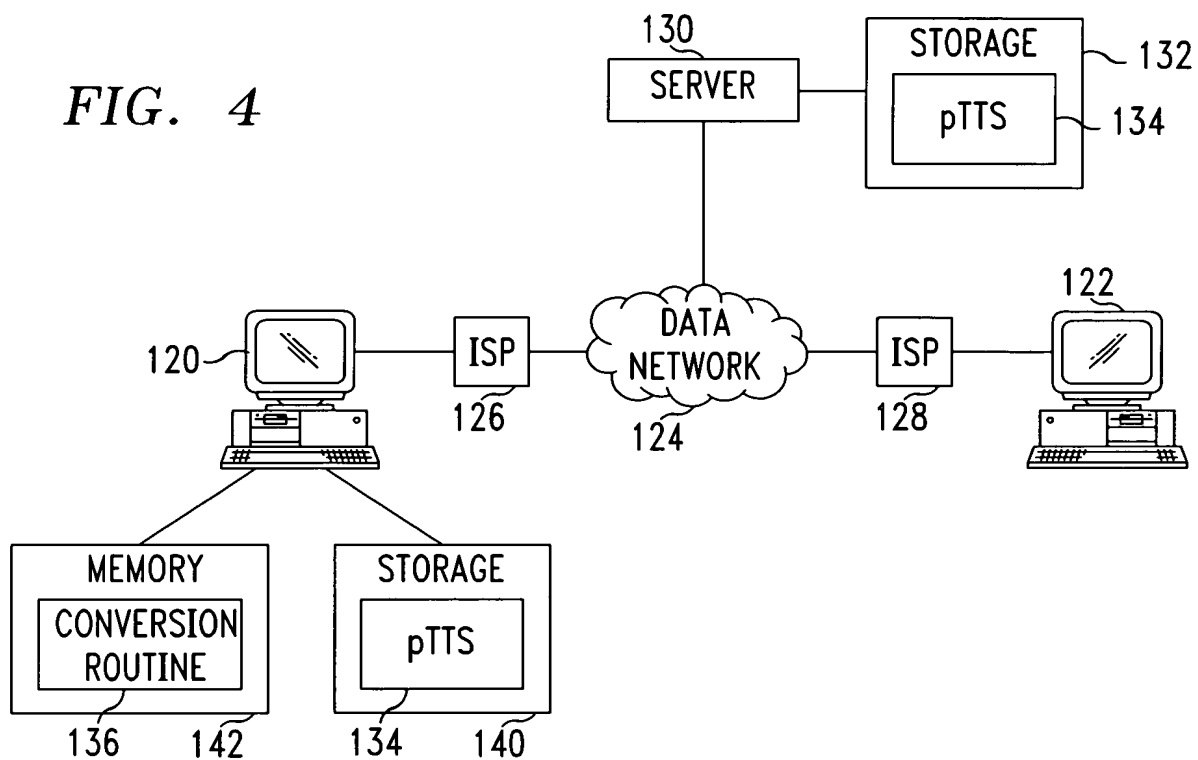 FIG. 4
130
SERVER
STORAGE
132
pTTS
134
120
ISP
126
DATA
NETWORK
124
ISP
128
122
MEMORY
CONVERSION
ROUTINE
136
142
STORAGE
pTTS
134
140